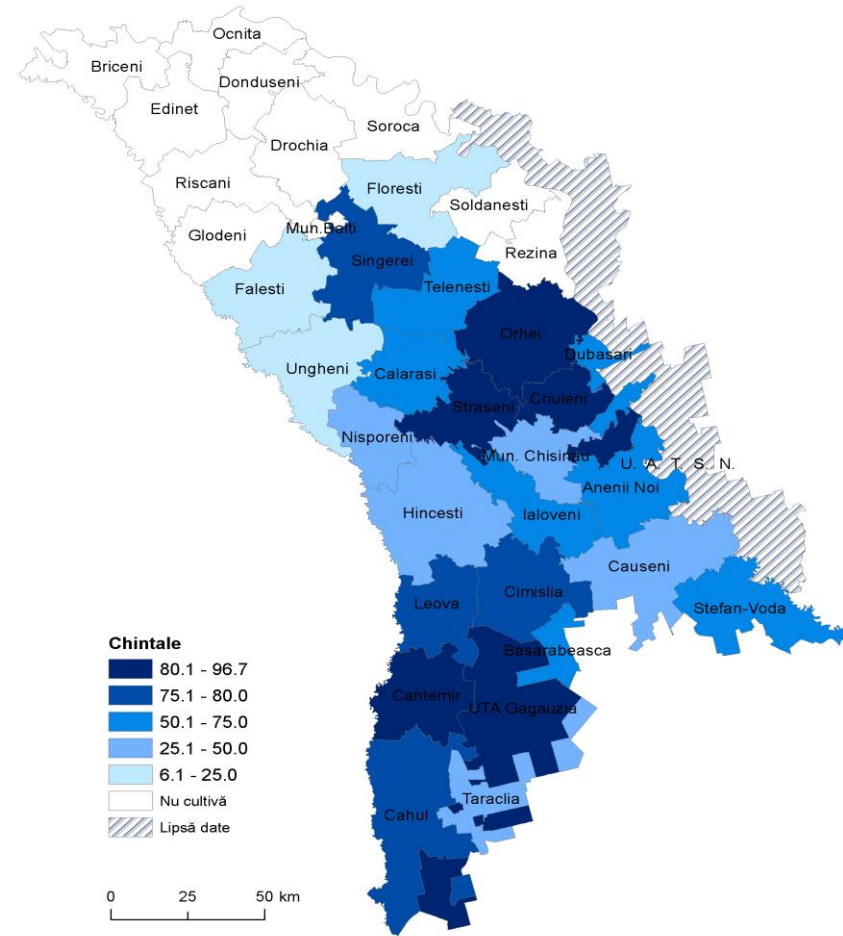 Ocnita
Briceni
Donduseni
Edinet
Soroca
Drochia
Riscani
Floresti
Soldanesti
Mun.Balti
Glodeni
Rezina
Singerei
Telenesti
Falesti
Orhei
Dubasari
Ungheni
Calarasi
Straseni
Criuleni
Nisporeni
Mun. Chisinau
U. A. T. S. N.
Anenii Noi
Hincesti
Ialoveni
Causeni
Leova
Cimislia
Stefan-Voda
Basarabeasca
Cantemir
UTA Gagauzia
Taraclia
Cahul
Chintale
80.1 - 96.7
75.1 - 80.0
50.1 - 75.0
25.1 - 50.0
6.1 - 25.0
Nu cultivă
Lipsă date
0 25 50 km